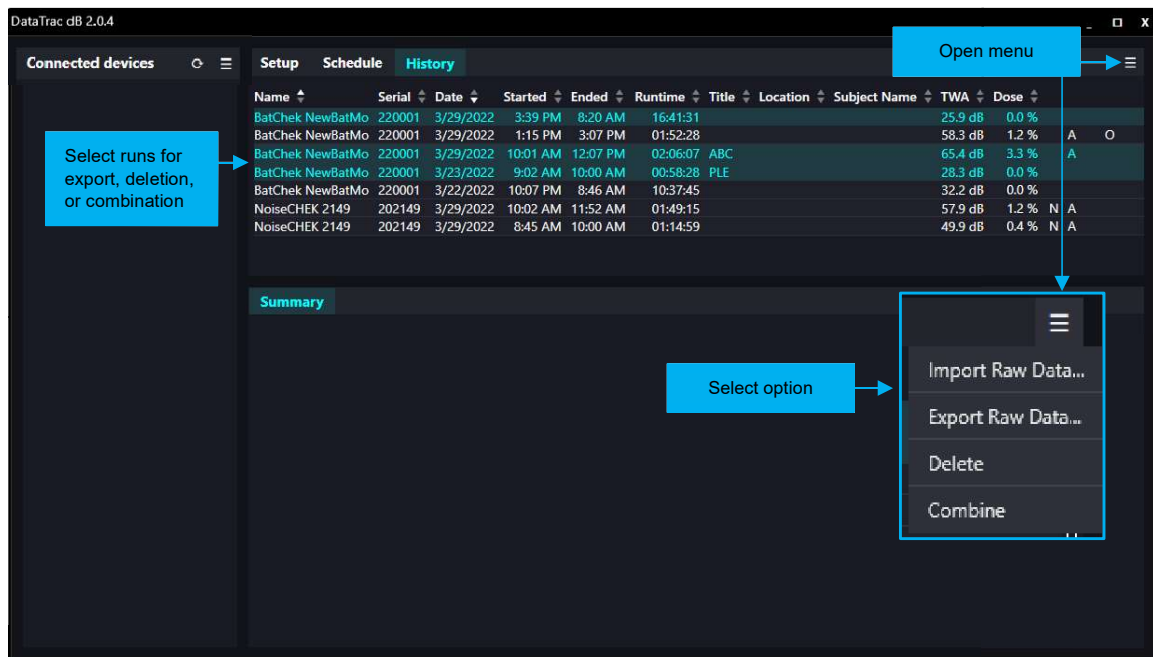 DataTrac dB 2.0.4
_ □ X
Connected devices
Setup Schedule History
Open menu
Name Serial Date Started Ended Runtime Title Location Subject Name TWA Dose
BatChek NewBatMo 220001 3/29/2022 3:39 PM 8:20 AM 16:41:31 25.9 dB 0.0 %
BatChek NewBatMo 220001 3/29/2022 1:15 PM 3:07 PM 01:52:28 58.3 dB 1.2 % A O
BatChek NewBatMo 220001 3/29/2022 10:01 AM 12:07 PM 02:06:07 ABC 65.4 dB 3.3 % A
BatChek NewBatMo 220001 3/23/2022 9:02 AM 10:00 AM 00:58:28 PLE 28.3 dB 0.0 %
BatChek NewBatMo 220001 3/22/2022 10:07 PM 8:46 AM 10:37:45 32.2 dB 0.0 %
NoiseCHEK 2149 202149 3/29/2022 10:02 AM 11:52 AM 01:49:15 57.9 dB 1.2 % N A
NoiseCHEK 2149 202149 3/29/2022 8:45 AM 10:00 AM 01:14:59 49.9 dB 0.4 % N A
Select runs for
export, deletion,
or combination
Summary
Select option
Import Raw Data...
Export Raw Data...
Delete
Combine